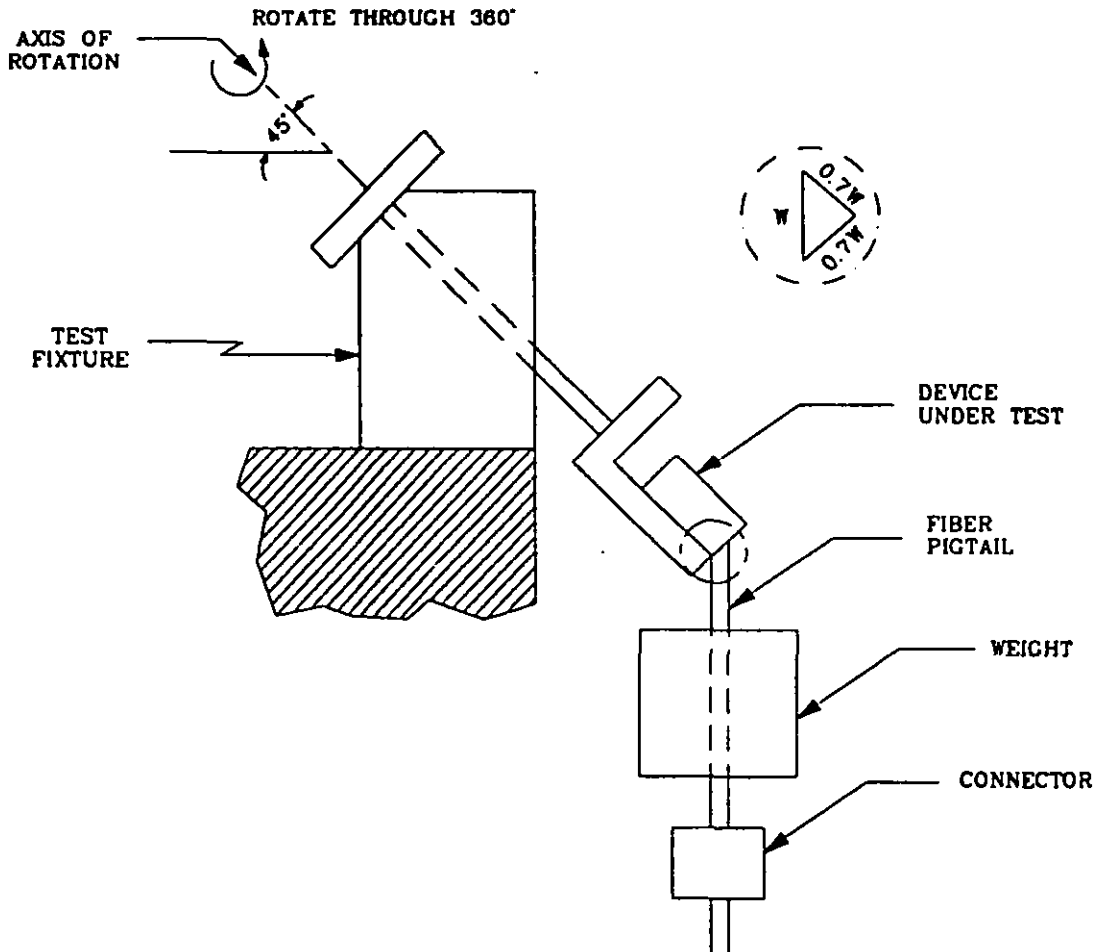 ROTATE THROUGH 360°
AXIS OF
ROTATION
45°
0.7W
W
0.7W
TEST
FIXTURE
DEVICE
UNDER TEST
FIBER
PIGTAIL
WEIGHT
CONNECTOR